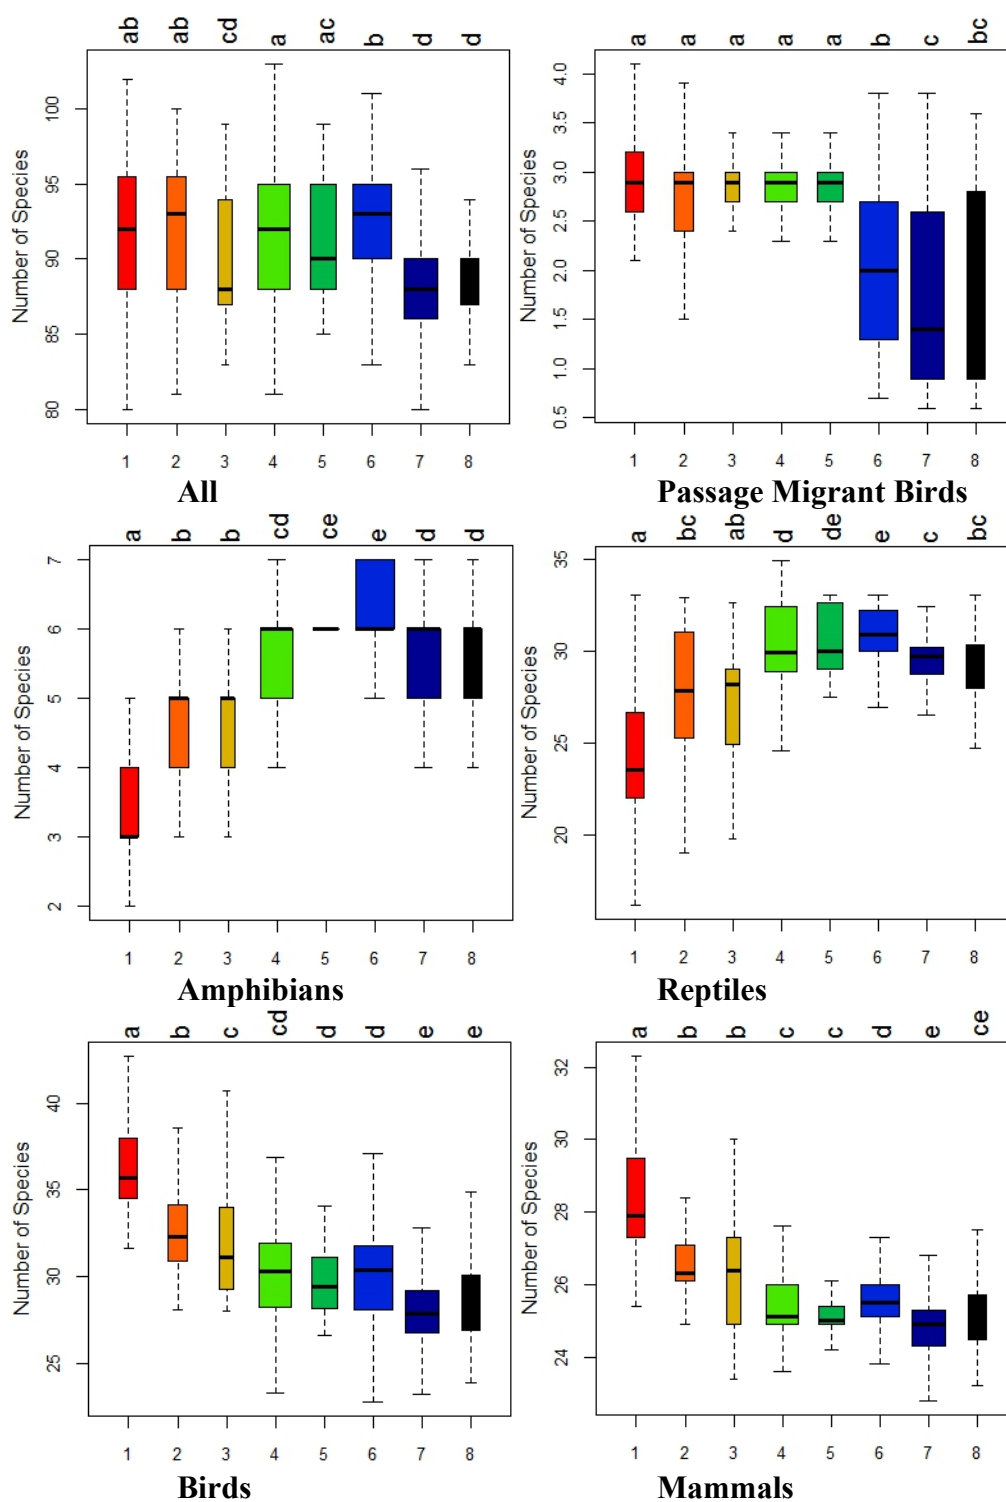 ab ab cd a ac b d d
Number of Species
100
95
90
85
80
1 2 3 4 5 6 7 8
All
a a a a a b c bc
Number of Species
4.0
3.5
3.0
2.5
2.0
1.5
1.0
0.5
1 2 3 4 5 6 7 8
Passage Migrant Birds
a b b cd ce e d d
Number of Species
7
6
5
4
3
2
1 2 3 4 5 6 7 8
Amphibians
a bc ab d de e c bc
Number of Species
35
30
25
20
1 2 3 4 5 6 7 8
Reptiles
a b c cd d d e e
Number of Species
40
35
30
25
1 2 3 4 5 6 7 8
Birds
a b b c c d e ce
Number of Species
32
30
28
26
24
1 2 3 4 5 6 7 8
Mammals